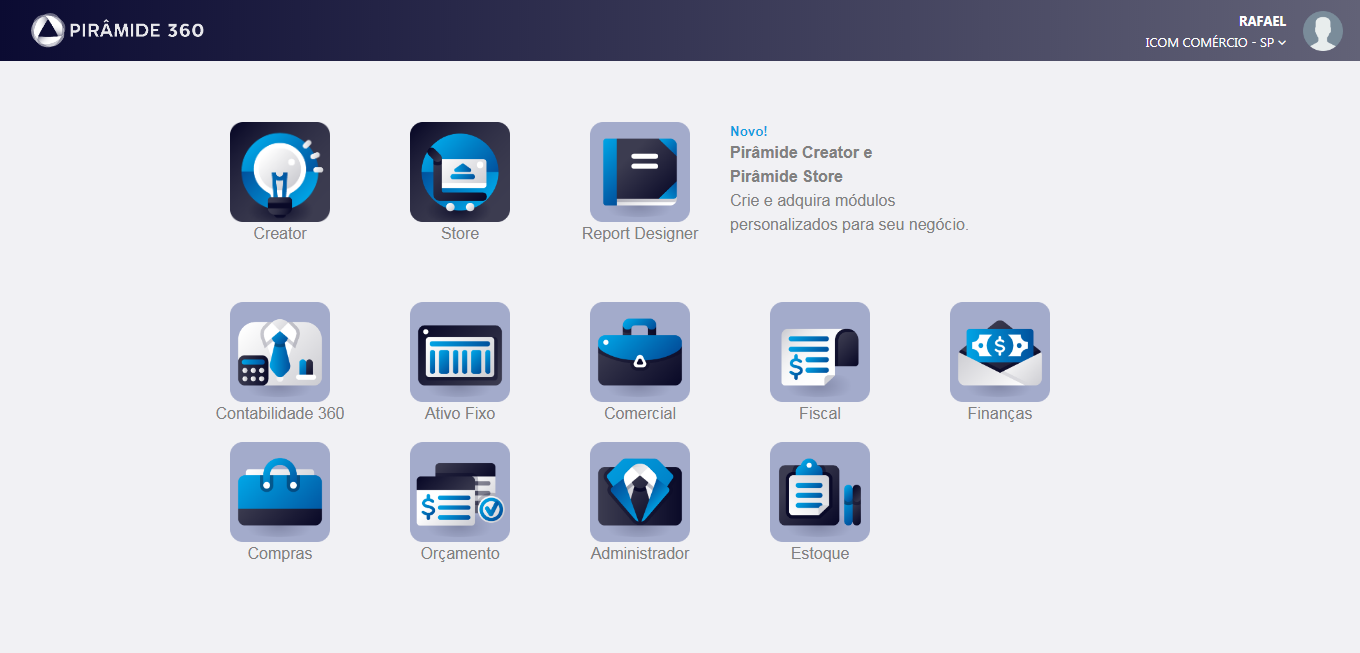 PIRÂMIDE 360
RAFAEL
ICOM COMÉRCIO - SP
Creator
Store
Report Designer
Novo!
Pirâmide Creator e
Pirâmide Store
Crie e adquira módulos
personalizados para seu negócio.
Contabilidade 360
Ativo Fixo
Comercial
Fiscal
Finanças
Compras
Orçamento
Administrador
Estoque